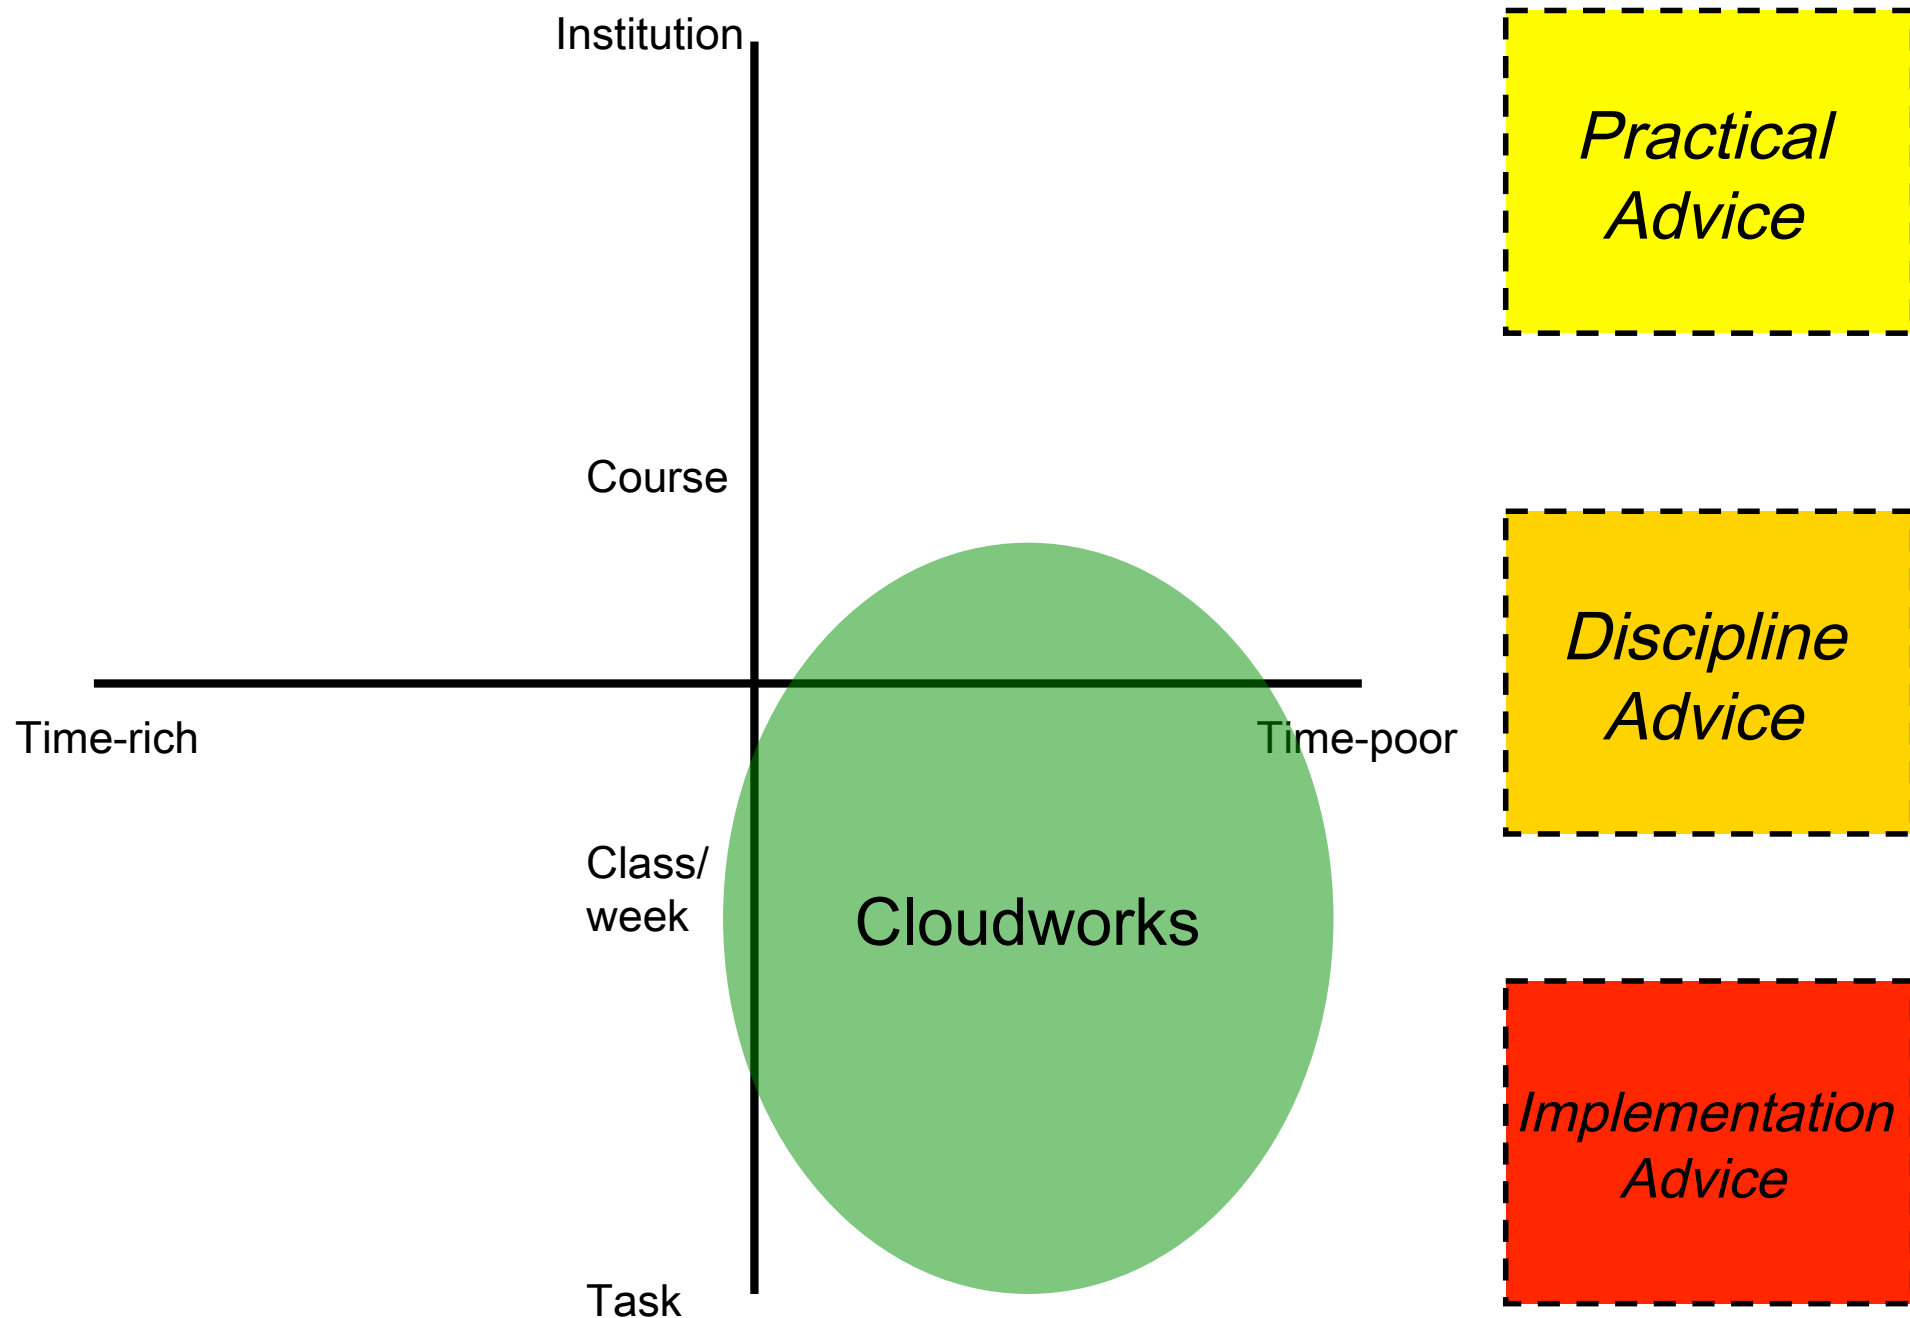 Institution
Course
Time-rich
Time-poor
Class/
week
Cloudworks
Task
Practical
Advice
Discipline
Advice
Implementation
Advice